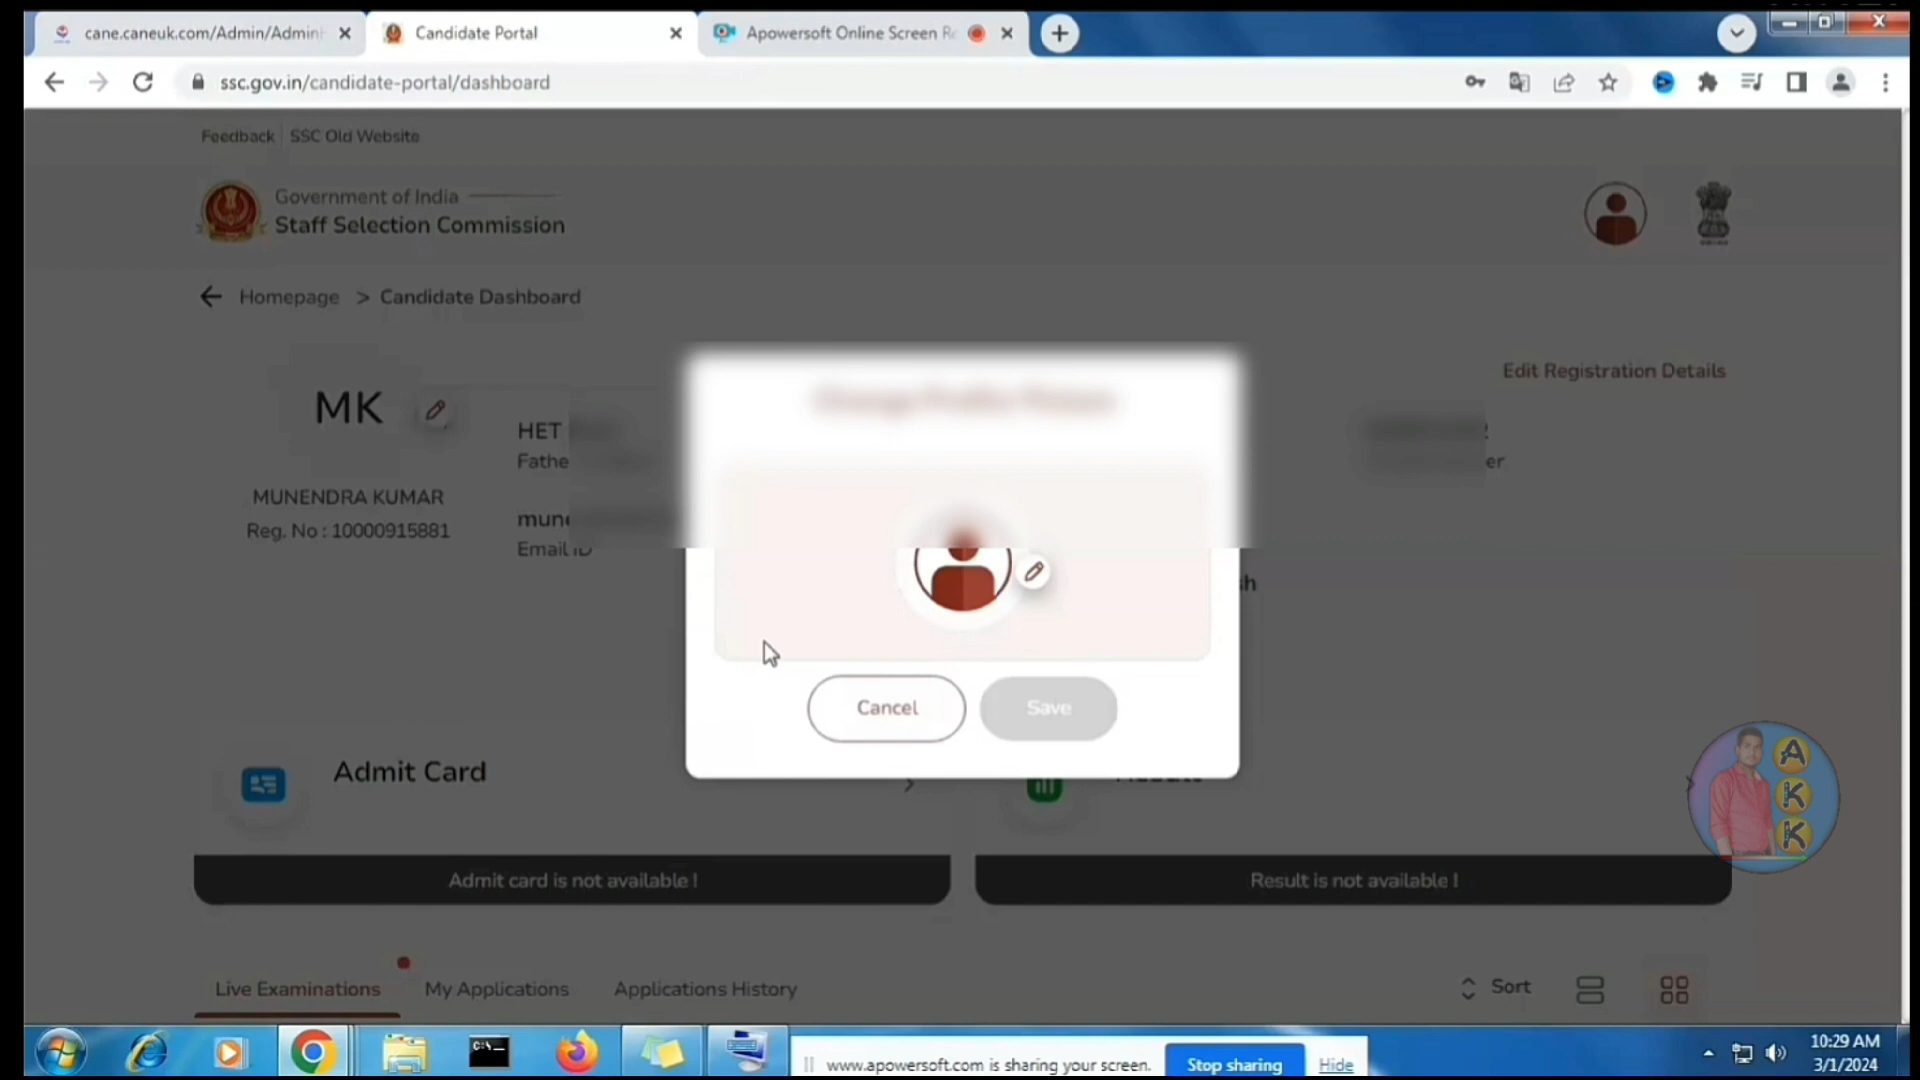 cane.caneuk.com/Admin/AdminH
Candidate Portal
Apowersoft Online Screen Re
ssc.gov.in/candidate-portal/dashboard
Feedback
SSC Old Website
Government of India
Staff Selection Commission
Homepage > Candidate Dashboard
Edit Registration Details
MK
HET
Fathe
er
MUNENDRA KUMAR
Reg. No : 10000915881
mune
Email ID
sh
Cancel
Save
Admit Card
A
K
K
Admit card is not available !
Result is not available !
Live Examinations
My Applications
Applications History
Sort
C:\_
www.apowersoft.com is sharing your screen.
Stop sharing
Hide
10:29 AM
3/1/2024